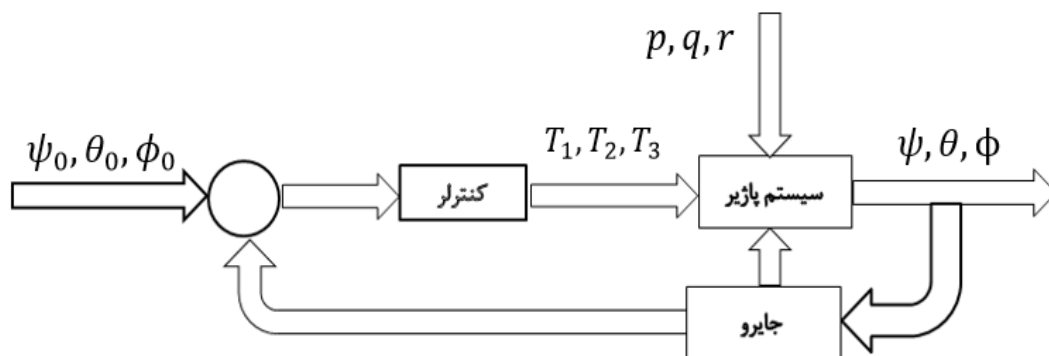 p, q, r
ψ₀, θ₀, ϕ₀
T₁, T₂, T₃
ψ, θ, ϕ
کنترلر
سیستم پاژیر
جایرو